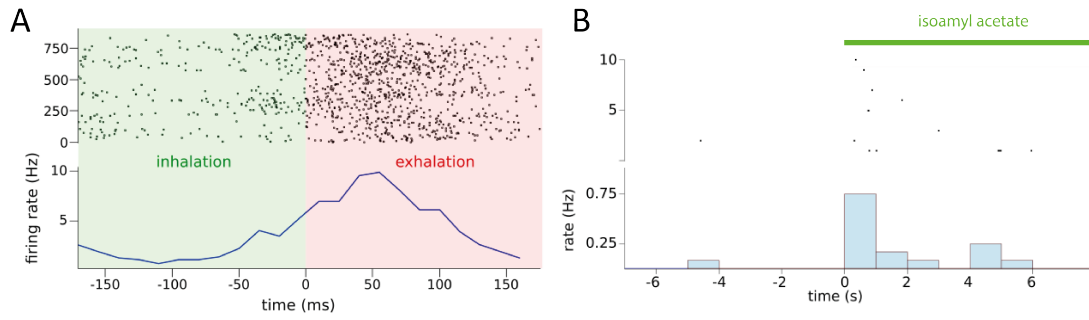 A
750
500
250
0
inhalation
exhalation
10
5
firing rate (Hz)
-150
-100
-50
0
50
100
150
time (ms)
B
isoamyl acetate
10
5
0.75
0.25
rate (Hz)
-6
-4
-2
0
2
4
6
time (s)